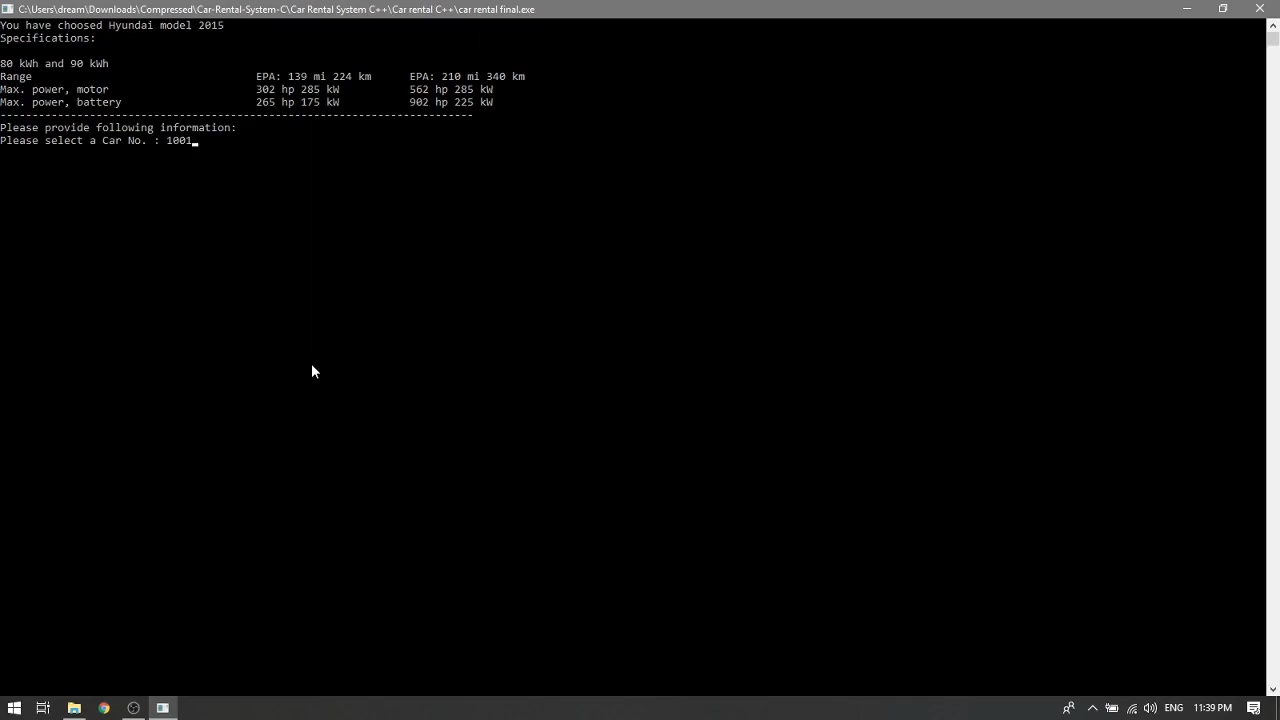 C:\Users\dream\Downloads\Compressed\Car-Rental-System-C\Car Rental System C++\Car rental C++\car rental final.exe
You have choosed Hyundai model 2015
Specifications:
80 kWh and 90 kWh
Range EPA: 139 mi 224 km EPA: 210 mi 340 km
Max. power, motor 302 hp 285 kW 562 hp 285 kW
Max. power, battery 265 hp 175 kW 902 hp 225 kW
--------------------------------------------------------------------------
Please provide following information:
Please select a Car No. : 1001
ENG 11:39 PM